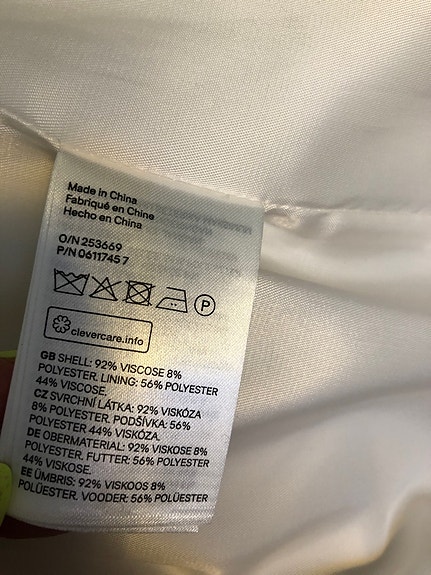 Made in China
Fabriqué en Chine
Hecho en China
O/N 253669
P/N 0611745 7
P
clevercare.info
GB SHELL: 92% VISCOSE 8%
POLYESTER. LINING: 56% POLYESTER
44% VISCOSE.
CZ SVRCHNÍ LÁTKA: 92% VISKÓZA
8% POLYESTER. PODŠÍVKA: 56%
POLYESTER 44% VISKÓZA.
DE OBERMATERIAL: 92% VISKOSE 8%
POLYESTER. FUTTER: 56% POLYESTER
44% VISKOSE.
EE ÜMBRIS: 92% VISKOOS 8%
POLÜESTER. VOODER: 56% POLÜESTER